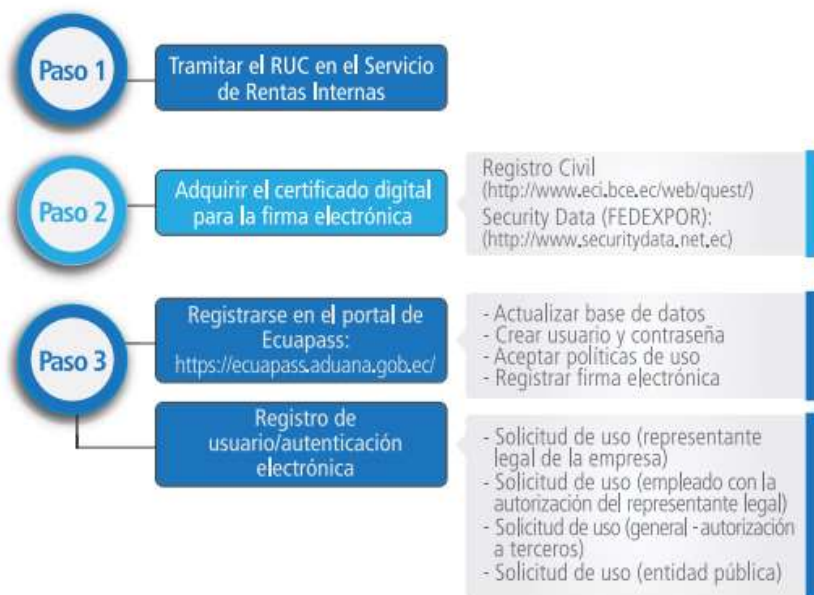 Paso 1
Tramitar el RUC en el Servicio
de Rentas Internas
Paso 2
Adquirir el certificado digital
para la firma electrónica
Registro Civil
(http://www.eci.bce.ec/web/quest/)
Security Data (FEDEXPOR):
(http://www.securitydata.net.ec)
Paso 3
Registrarse en el portal de
Ecuapass:
https://ecuapass.aduana.gob.ec/
- Actualizar base de datos
- Crear usuario y contraseña
- Aceptar políticas de uso
- Registrar firma electrónica
Registro de
usuario/autenticación
electrónica
- Solicitud de uso (representante
legal de la empresa)
- Solicitud de uso (empleado con la
autorización del representante legal)
- Solicitud de uso (general - autorización
a terceros)
- Solicitud de uso (entidad pública)